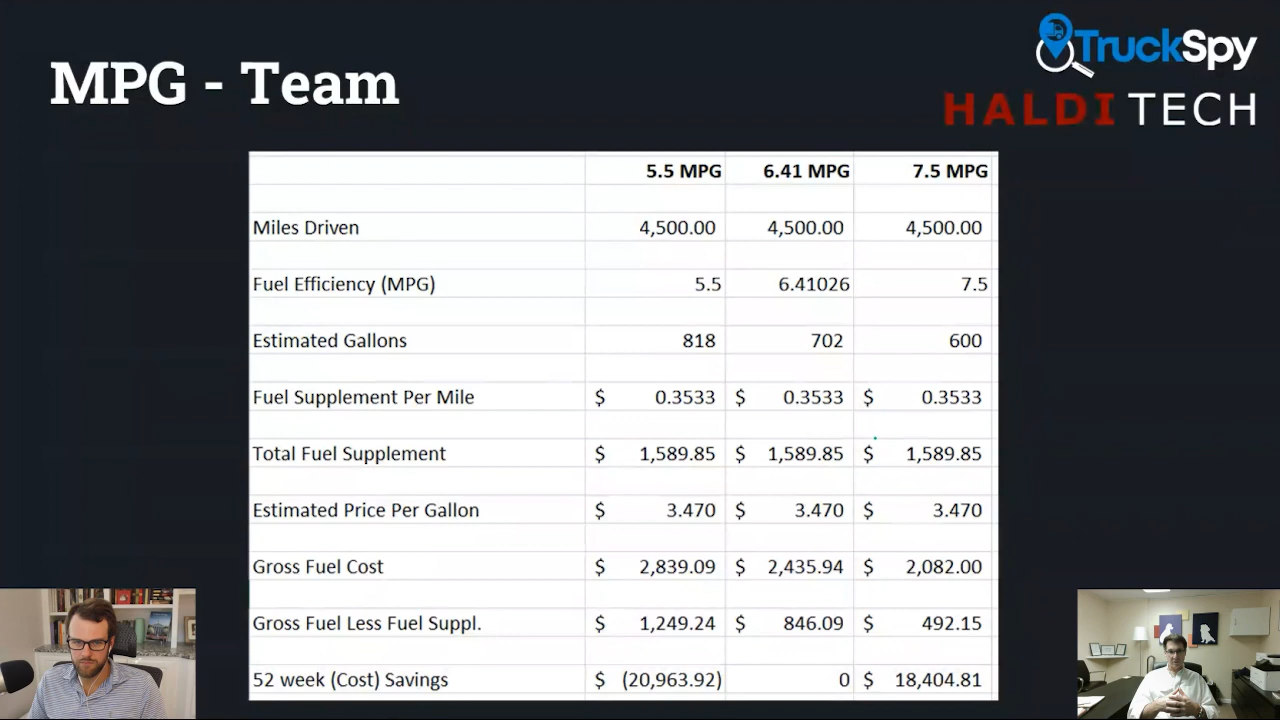 TruckSpy
MPG - Team
HALDI TECH
5.5 MPG 6.41 MPG 7.5 MPG
Miles Driven 4,500.00 4,500.00 4,500.00
Fuel Efficiency (MPG) 5.5 6.41026 7.5
Estimated Gallons 818 702 600
Fuel Supplement Per Mile $ 0.3533 $ 0.3533 $ 0.3533
Total Fuel Supplement $ 1,589.85 $ 1,589.85 $ 1,589.85
Estimated Price Per Gallon $ 3.470 $ 3.470 $ 3.470
Gross Fuel Cost $ 2,839.09 $ 2,435.94 $ 2,082.00
Gross Fuel Less Fuel Suppl. $ 1,249.24 $ 846.09 $ 492.15
52 week (Cost) Savings $ (20,963.92) 0 $ 18,404.81